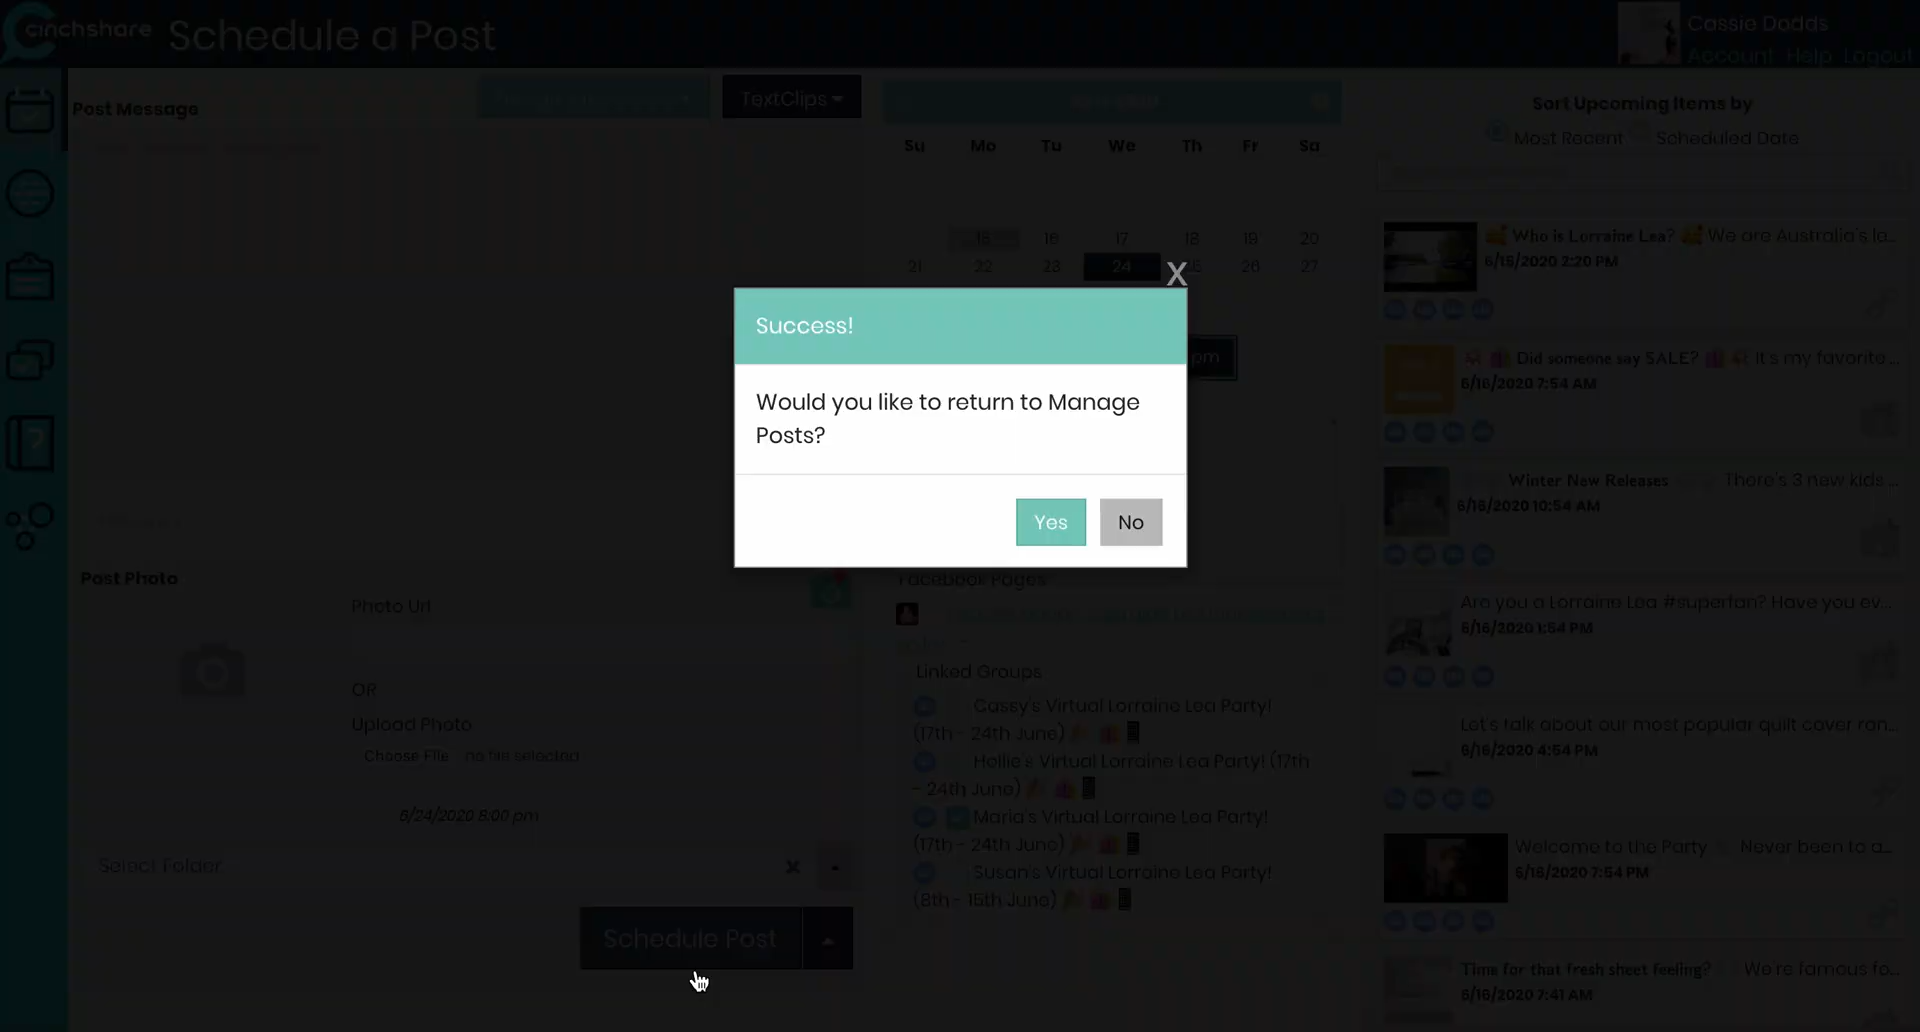 cinchshare
Schedule a Post
Cassie Dodds
Account Help Logout
Post Message
TextClips
Su Mo Tu We Th Fr Sa
15 16 17 18 19 20
21 22 23 24 25 26 27
pm
Sort Upcoming Items by
Most Recent Scheduled Date
X
Success!
Would you like to return to Manage
Posts?
Yes No
Post Photo
Photo Url
OR
Upload Photo
Choose File no file selected
6/24/2020 8:00 pm
Select Folder
Schedule Post
Facebook Pages
Linked Groups
Cassy's Virtual Lorraine Lea Party!
(17th - 24th June)
Hollie's Virtual Lorraine Lea Party! (17th
- 24th June)
Maria's Virtual Lorraine Lea Party!
(17th - 24th June)
Susan's Virtual Lorraine Lea Party!
(8th - 15th June)
Who is Lorraine Lea? We are Australia's le...
6/15/2020 2:20 PM
Did someone say SALE? It's my favorite...
6/16/2020 7:54 AM
Winter New Releases There's 3 new kids ...
6/16/2020 10:54 AM
Are you a Lorraine Lea #superfan? Have you ev...
6/16/2020 1:54 PM
Let's talk about our most popular quilt cover ran...
6/16/2020 4:54 PM
Welcome to the Party Never been to a...
6/16/2020 7:54 PM
Time for that fresh sheet feeling? We're famous fo...
6/16/2020 7:41 AM